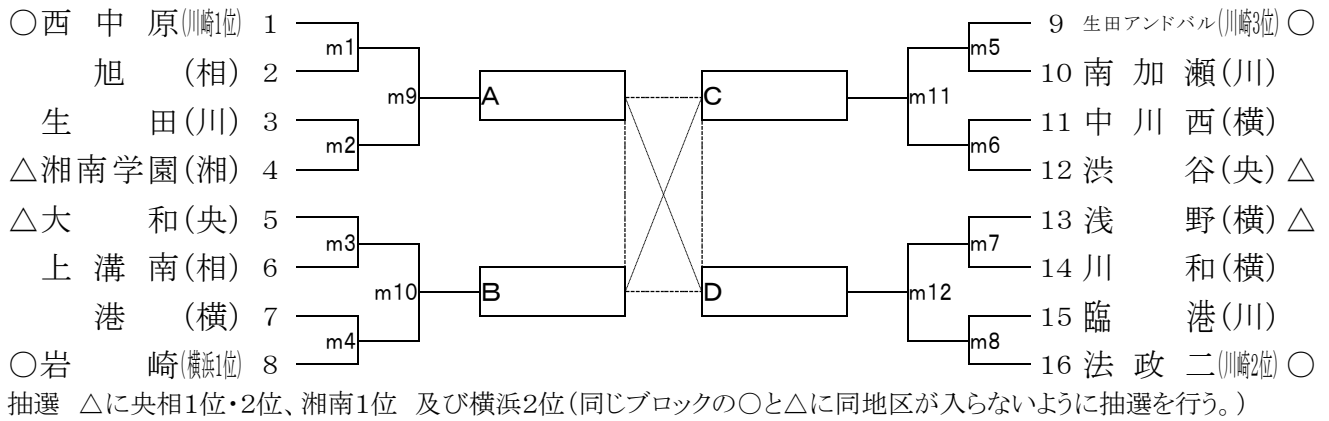 ○西中原(川崎1位) 1
旭(相) 2
生田(川) 3
△湘南学園(湘) 4
△大和(央) 5
上溝南(相) 6
港(横) 7
○岩崎(横浜1位) 8
m1
m2
m3
m4
m9
m10
A
B
C
D
m11
m12
m5
m6
m7
m8
9 生田アンドバル(川崎3位)○
10 南加瀬(川)
11 中川西(横)
12 渋谷(央)△
13 浅野(横)△
14 川和(横)
15 臨港(川)
16 法政二(川崎2位)○
抽選 △に央相1位・2位、湘南1位 及び横浜2位(同じブロックの○と△に同地区が入らないように抽選を行う。)